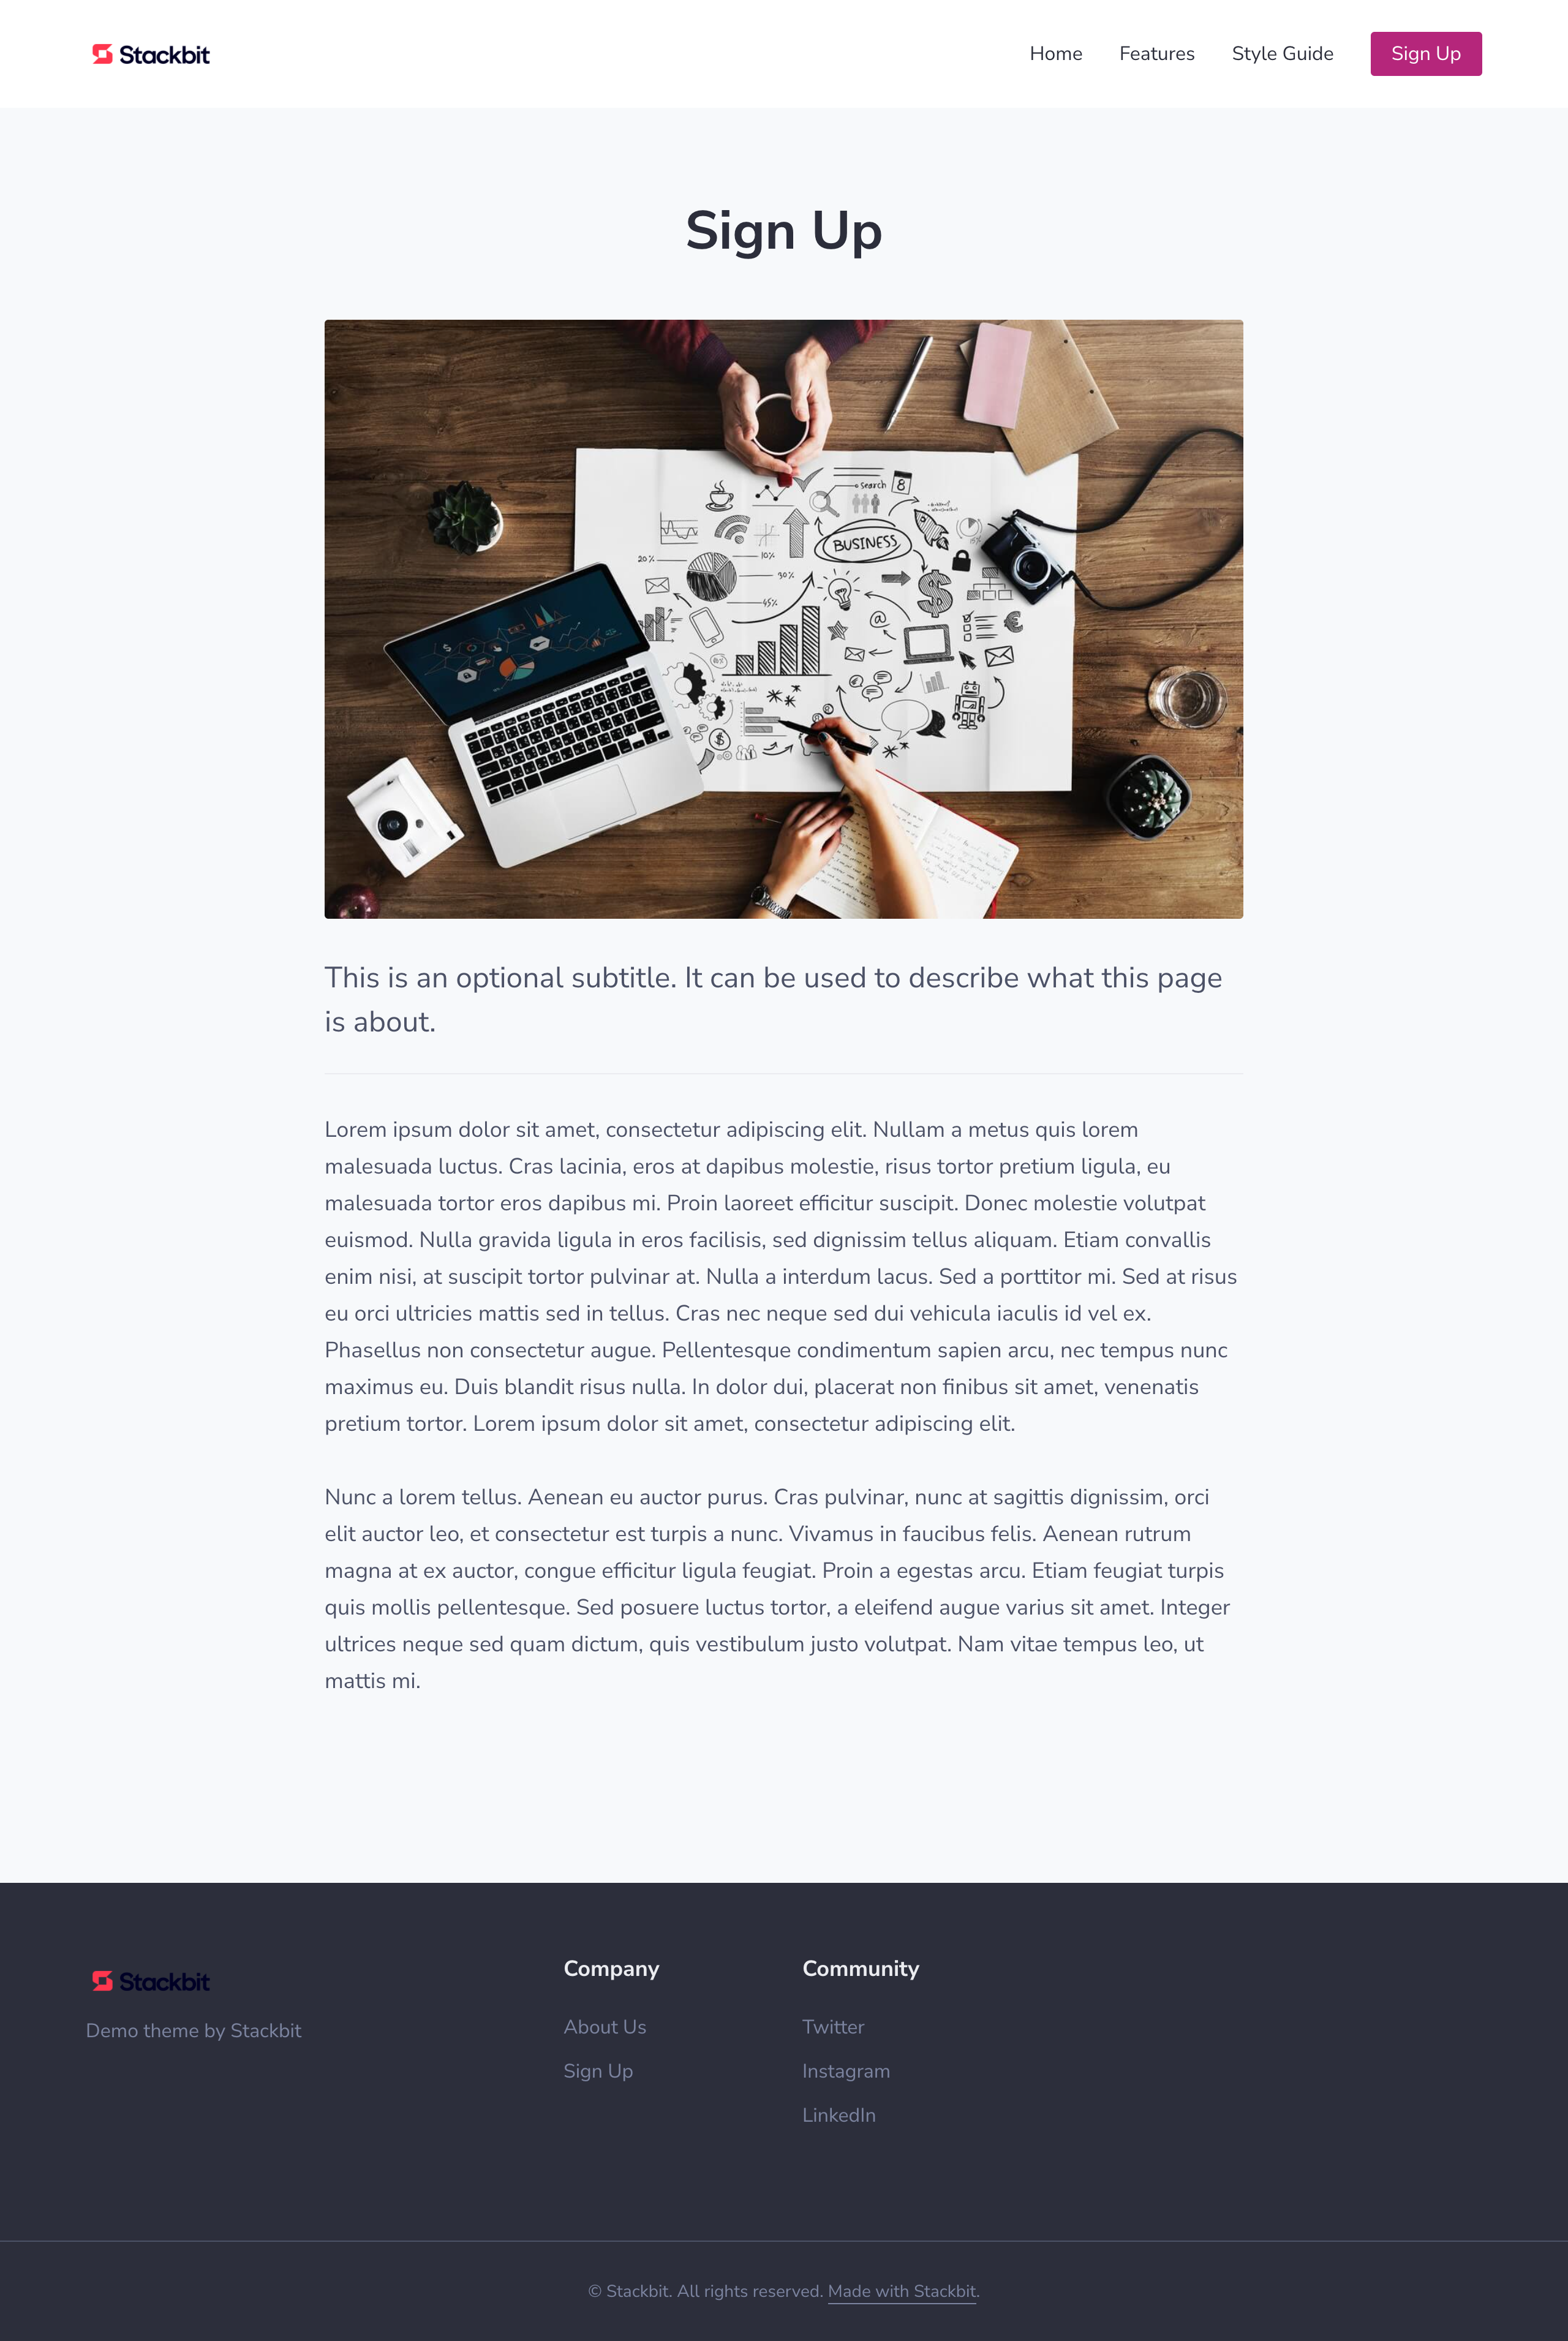 Stackbit
Home Features Style Guide Sign Up
Sign Up
search
8
BUSINESS
20%
10%
30%
45%
This is an optional subtitle. It can be used to describe what this page
is about.
Lorem ipsum dolor sit amet, consectetur adipiscing elit. Nullam a metus quis lorem
malesuada luctus. Cras lacinia, eros at dapibus molestie, risus tortor pretium ligula, eu
malesuada tortor eros dapibus mi. Proin laoreet efficitur suscipit. Donec molestie volutpat
euismod. Nulla gravida ligula in eros facilisis, sed dignissim tellus aliquam. Etiam convallis
enim nisi, at suscipit tortor pulvinar at. Nulla a interdum lacus. Sed a porttitor mi. Sed at risus
eu orci ultricies mattis sed in tellus. Cras nec neque sed dui vehicula iaculis id vel ex.
Phasellus non consectetur augue. Pellentesque condimentum sapien arcu, nec tempus nunc
maximus eu. Duis blandit risus nulla. In dolor dui, placerat non finibus sit amet, venenatis
pretium tortor. Lorem ipsum dolor sit amet, consectetur adipiscing elit.
Nunc a lorem tellus. Aenean eu auctor purus. Cras pulvinar, nunc at sagittis dignissim, orci
elit auctor leo, et consectetur est turpis a nunc. Vivamus in faucibus felis. Aenean rutrum
magna at ex auctor, congue efficitur ligula feugiat. Proin a egestas arcu. Etiam feugiat turpis
quis mollis pellentesque. Sed posuere luctus tortor, a eleifend augue varius sit amet. Integer
ultrices neque sed quam dictum, quis vestibulum justo volutpat. Nam vitae tempus leo, ut
mattis mi.
Stackbit
Demo theme by Stackbit
Company
About Us
Sign Up
Community
Twitter
Instagram
LinkedIn
© Stackbit. All rights reserved. Made with Stackbit.